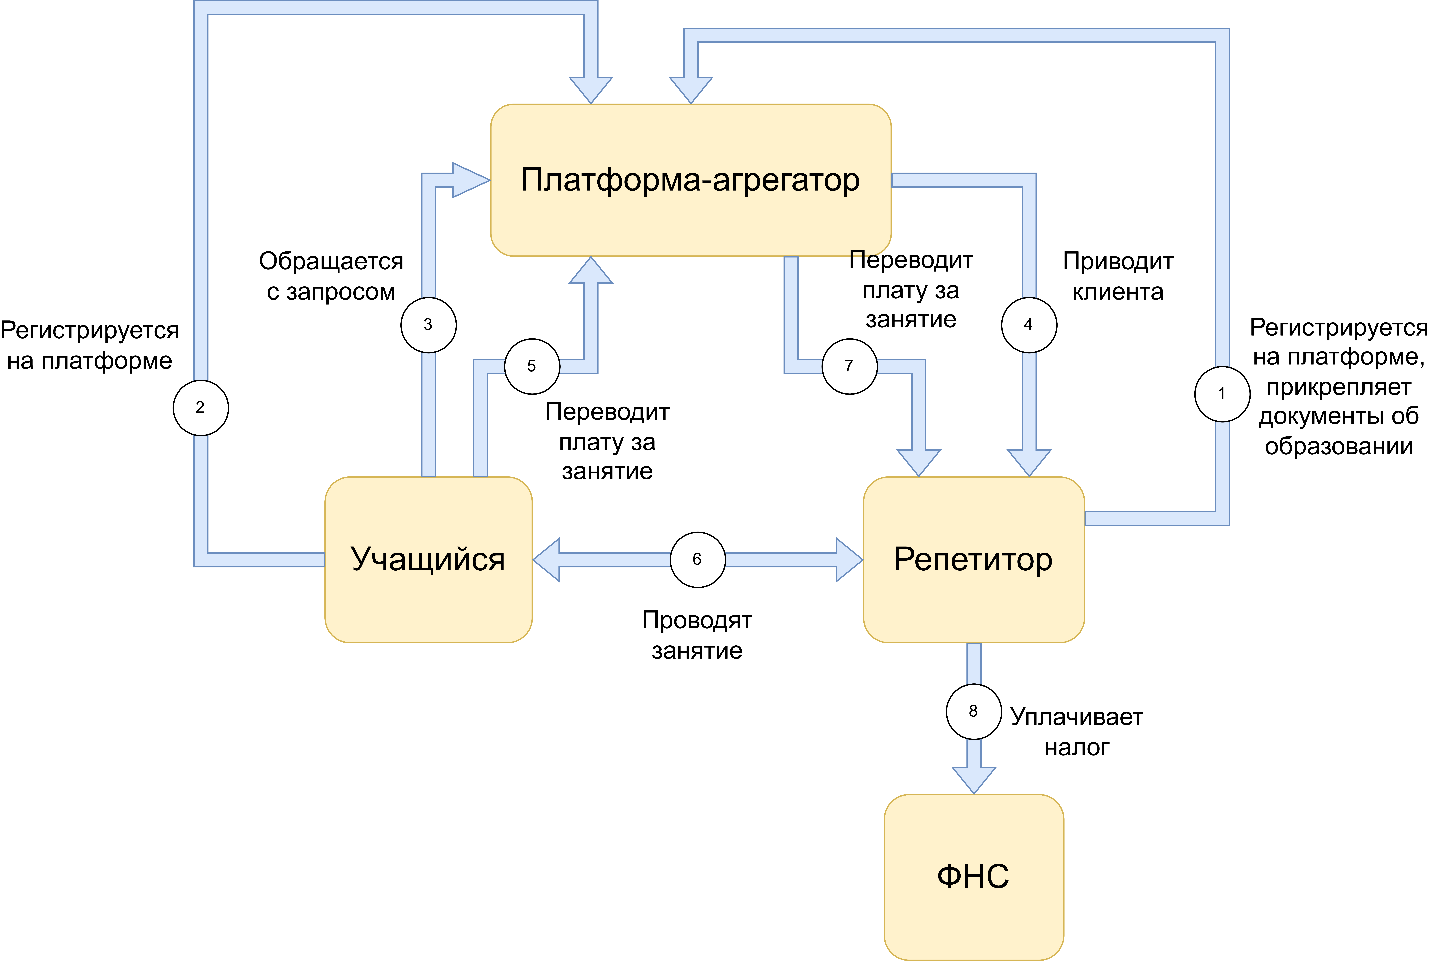 Платформа-агрегатор
Обращается
с запросом
Переводит
плату за
занятие
Приводит
клиента
Регистрируется
на платформе
3
4
Регистрируется
на платформе,
прикрепляет
документы об
образовании
5
7
2
1
Переводит
плату за
занятие
Учащийся
6
Репетитор
Проводят
занятие
8
Уплачивает
налог
ФНС